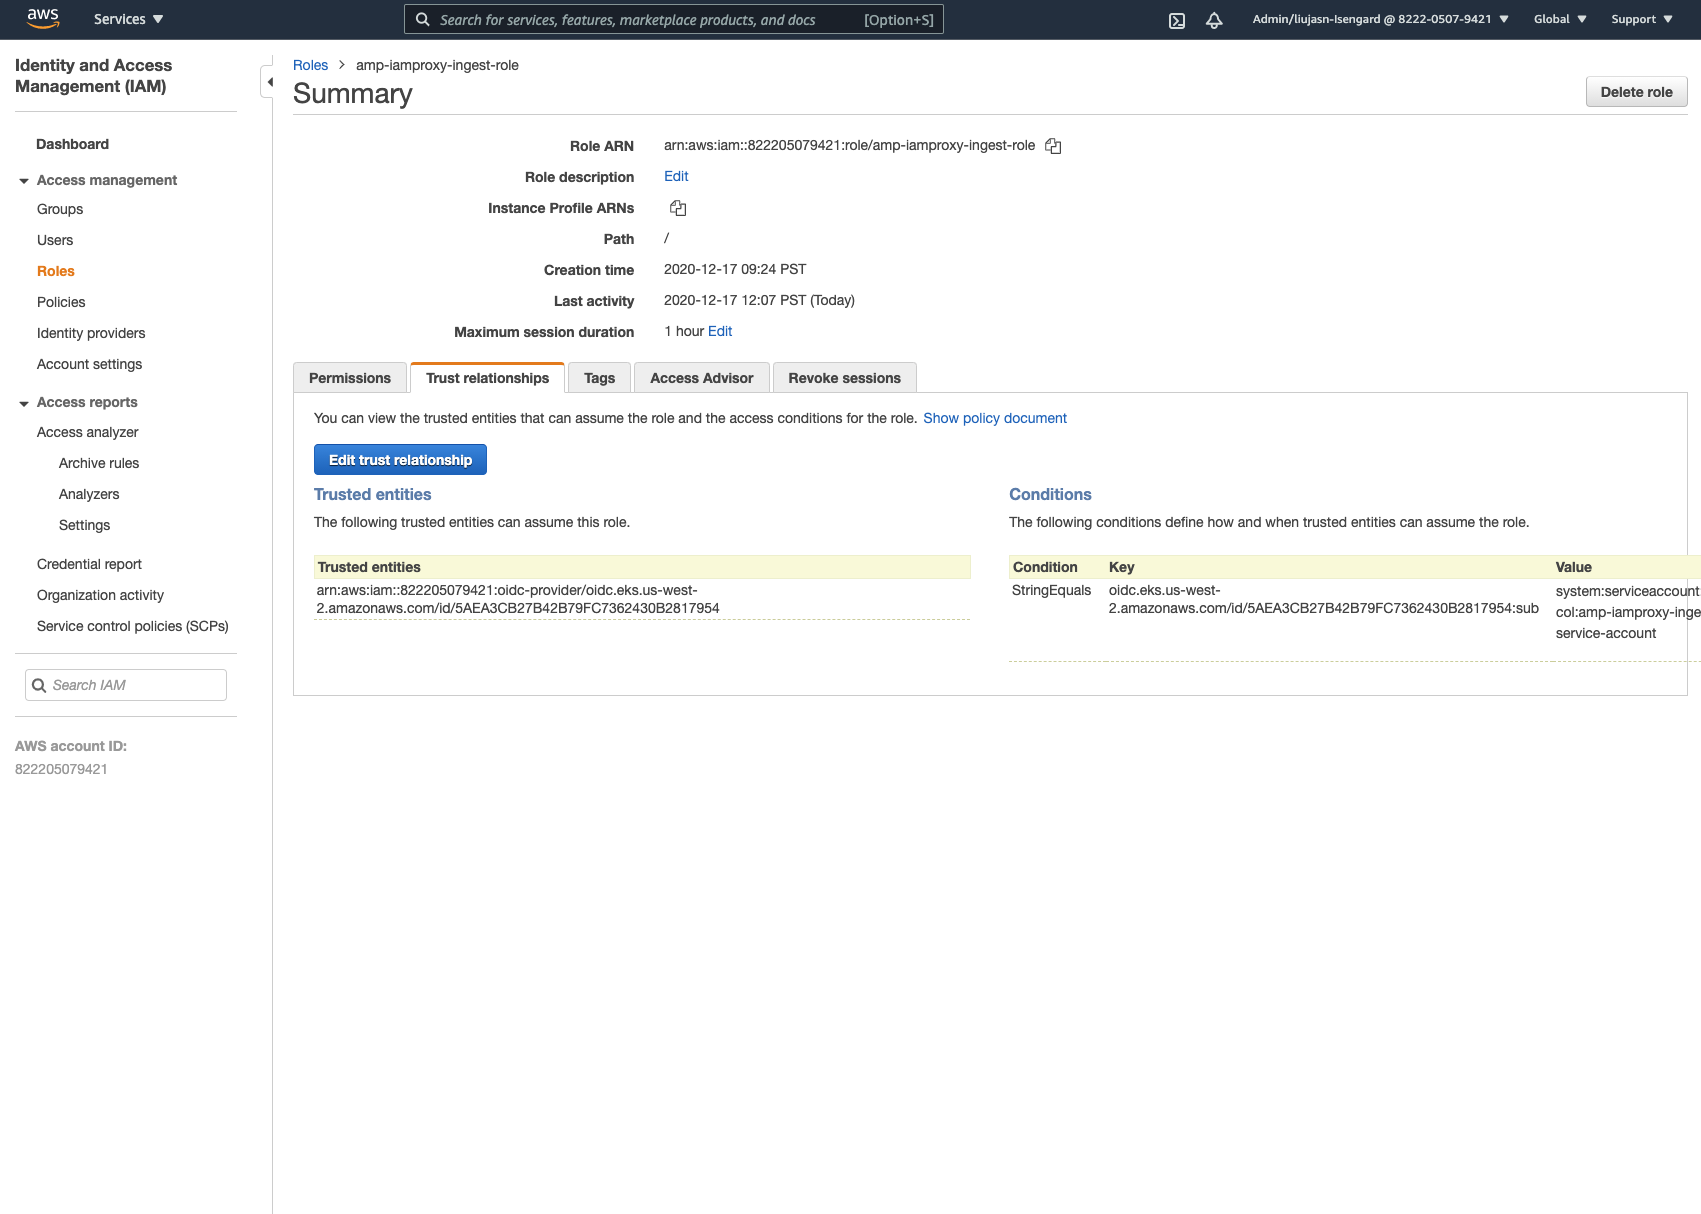 aws
Services
Search for services, features, marketplace products, and docs [Option+S]
Admin/liujasn-Isengard @ 8222-0507-9421
Global
Support
Identity and Access
Management (IAM)
Dashboard
Access management
Groups
Users
Roles
Policies
Identity providers
Account settings
Access reports
Access analyzer
Archive rules
Analyzers
Settings
Credential report
Organization activity
Service control policies (SCPs)
Search IAM
AWS account ID:
822205079421
Roles > amp-iamproxy-ingest-role
Summary
Delete role
Role ARN arn:aws:iam::822205079421:role/amp-iamproxy-ingest-role
Role description Edit
Instance Profile ARNs
Path /
Creation time 2020-12-17 09:24 PST
Last activity 2020-12-17 12:07 PST (Today)
Maximum session duration 1 hour Edit
Permissions Trust relationships Tags Access Advisor Revoke sessions
You can view the trusted entities that can assume the role and the access conditions for the role. Show policy document
Edit trust relationship
Trusted entities
The following trusted entities can assume this role.
Trusted entities
arn:aws:iam::822205079421:oidc-provider/oidc.eks.us-west-
2.amazonaws.com/id/5AEA3CB27B42B79FC7362430B2817954
Conditions
The following conditions define how and when trusted entities can assume the role.
Condition Key Value
StringEquals oidc.eks.us-west-
2.amazonaws.com/id/5AEA3CB27B42B79FC7362430B2817954:sub
system:serviceaccount:
col:amp-iamproxy-inge
service-account